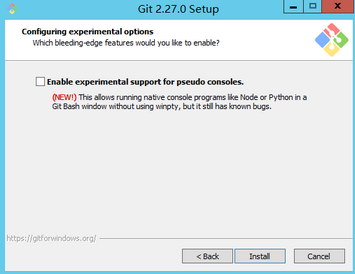 Git 2.27.0 Setup
Configuring experimental options
Which bleeding-edge features would you like to enable?
Enable experimental support for pseudo consoles.
(NEW!) This allows running native console programs like Node or Python in a
Git Bash window without using winpty, but it still has known bugs.
https://gitforwindows.org/
< Back
Install
Cancel